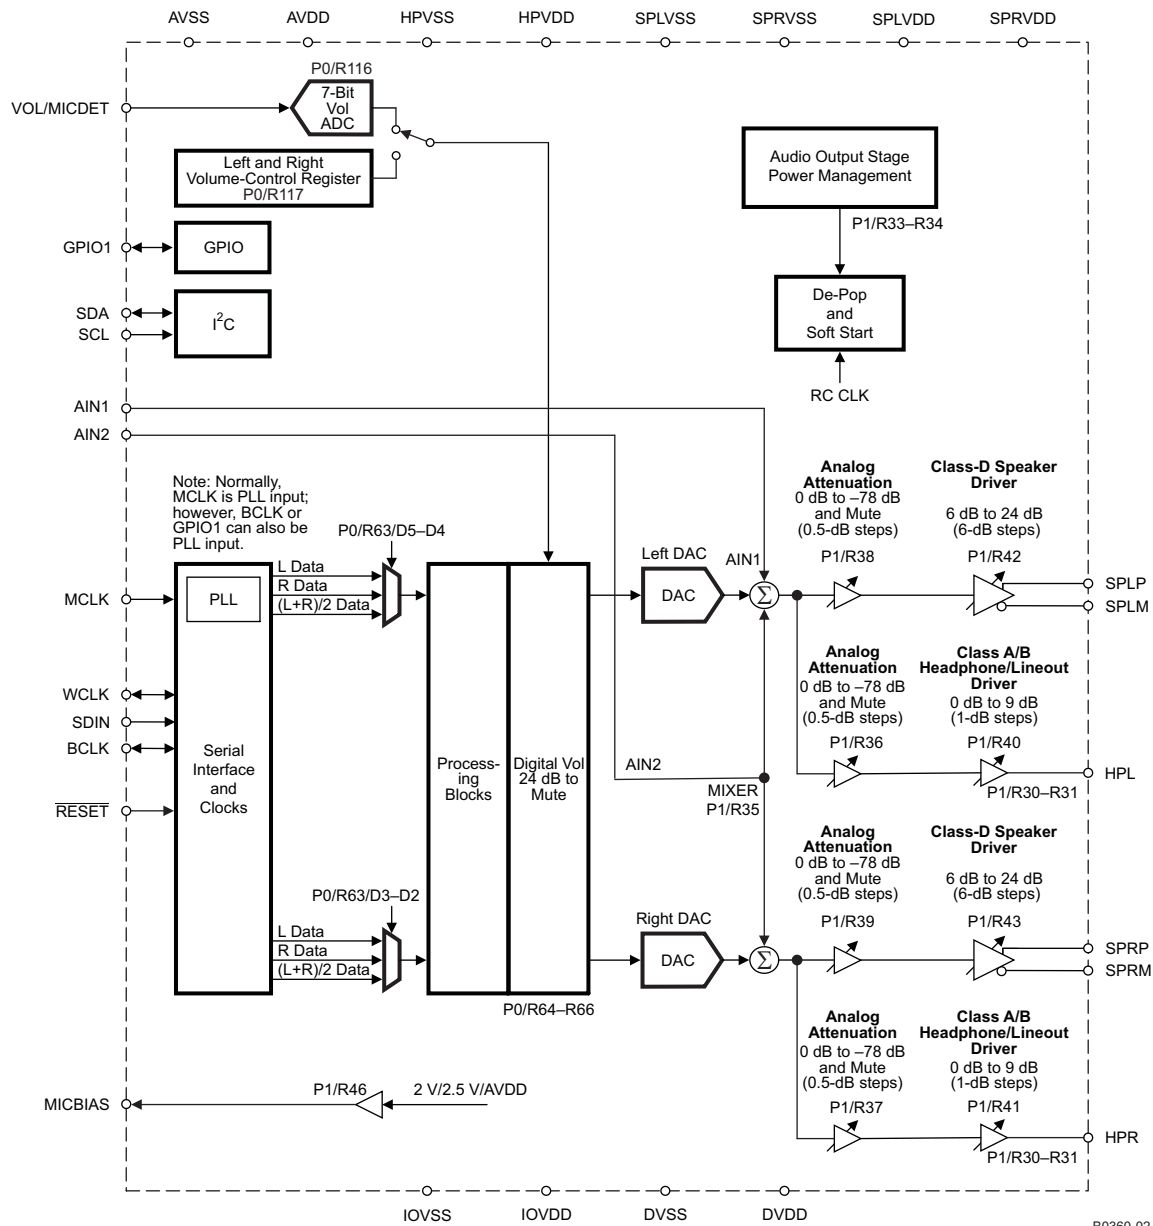 AVSS AVDD HPVSS HPVDD SPLVSS SPRVSS SPLVDD SPRVDD
P0/R116
VOL/MICDET
7-Bit
Vol
ADC
Left and Right
Volume-Control Register
P0/R117
Audio Output Stage
Power Management
P1/R33–R34
GPIO1
GPIO
SDA
SCL
I2C
De-Pop
and
Soft Start
RC CLK
AIN1
AIN2
Note: Normally,
MCLK is PLL input;
however, BCLK or
GPIO1 can also be
PLL input.
P0/R63/D5–D4
L Data
R Data
(L+R)/2 Data
MCLK
PLL
WCLK
SDIN
BCLK
RESET
Serial
Interface
and
Clocks
Process-
ing
Blocks
Digital Vol
24 dB to
Mute
Left DAC
DAC
AIN1
Σ
Analog
Attenuation
0 dB to –78 dB
and Mute
(0.5-dB steps)
P1/R38
Class-D Speaker
Driver
6 dB to 24 dB
(6-dB steps)
P1/R42
SPLP
SPLM
Analog
Attenuation
0 dB to –78 dB
and Mute
(0.5-dB steps)
P1/R36
Class A/B
Headphone/Lineout
Driver
0 dB to 9 dB
(1-dB steps)
P1/R40
P1/R30–R31
HPL
AIN2
MIXER
P1/R35
P0/R63/D3–D2
L Data
R Data
(L+R)/2 Data
P0/R64–R66
Right DAC
DAC
Σ
Analog
Attenuation
0 dB to –78 dB
and Mute
(0.5-dB steps)
P1/R39
Class-D Speaker
Driver
6 dB to 24 dB
(6-dB steps)
P1/R43
SPRP
SPRM
Analog
Attenuation
0 dB to –78 dB
and Mute
(0.5-dB steps)
P1/R37
Class A/B
Headphone/Lineout
Driver
0 dB to 9 dB
(1-dB steps)
P1/R41
P1/R30–R31
HPR
MICBIAS
P1/R46
2 V/2.5 V/AVDD
IOVSS IOVDD DVSS DVDD
B0360-02